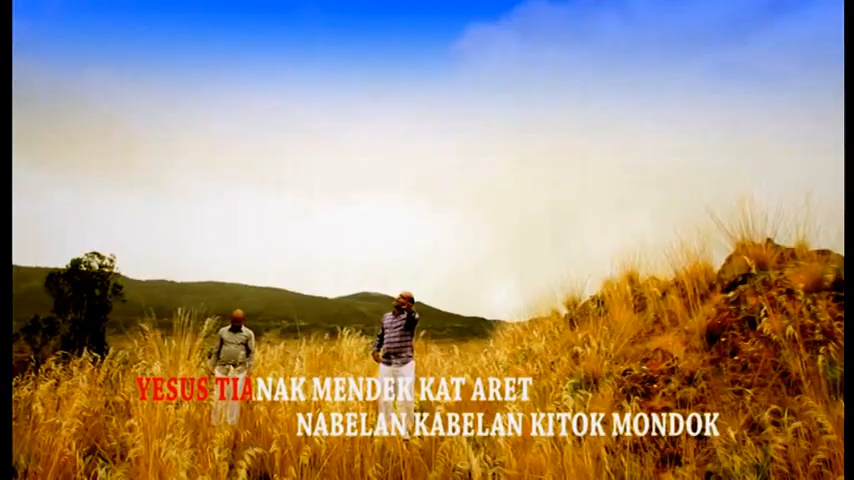 YESUS TIANAK MENDEK KAT ARET
NABELAN KABELAN KITOK MONDOK